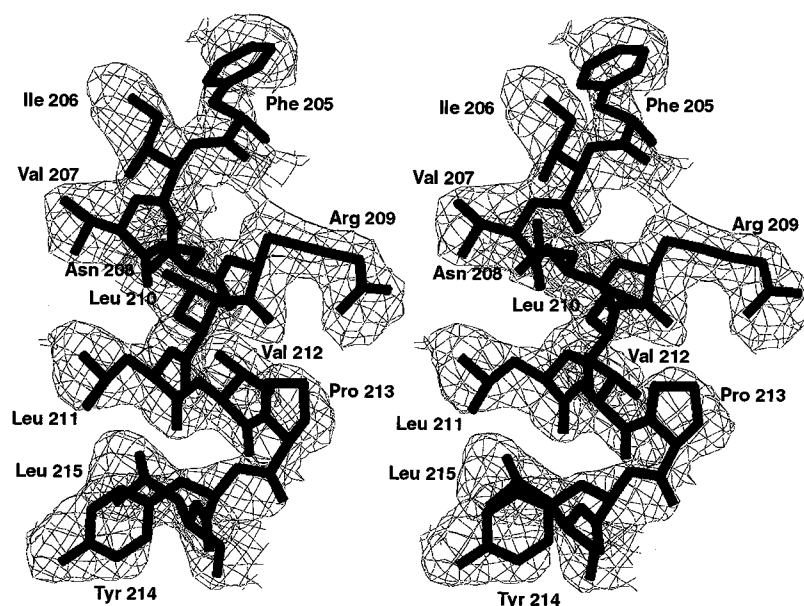 Ile 206
Phe 205
Val 207
Arg 209
Asn 208
Leu 210
Val 212
Pro 213
Leu 211
Leu 215
Tyr 214
Ile 206
Phe 205
Val 207
Arg 209
Asn 208
Leu 210
Val 212
Pro 213
Leu 211
Leu 215
Tyr 214